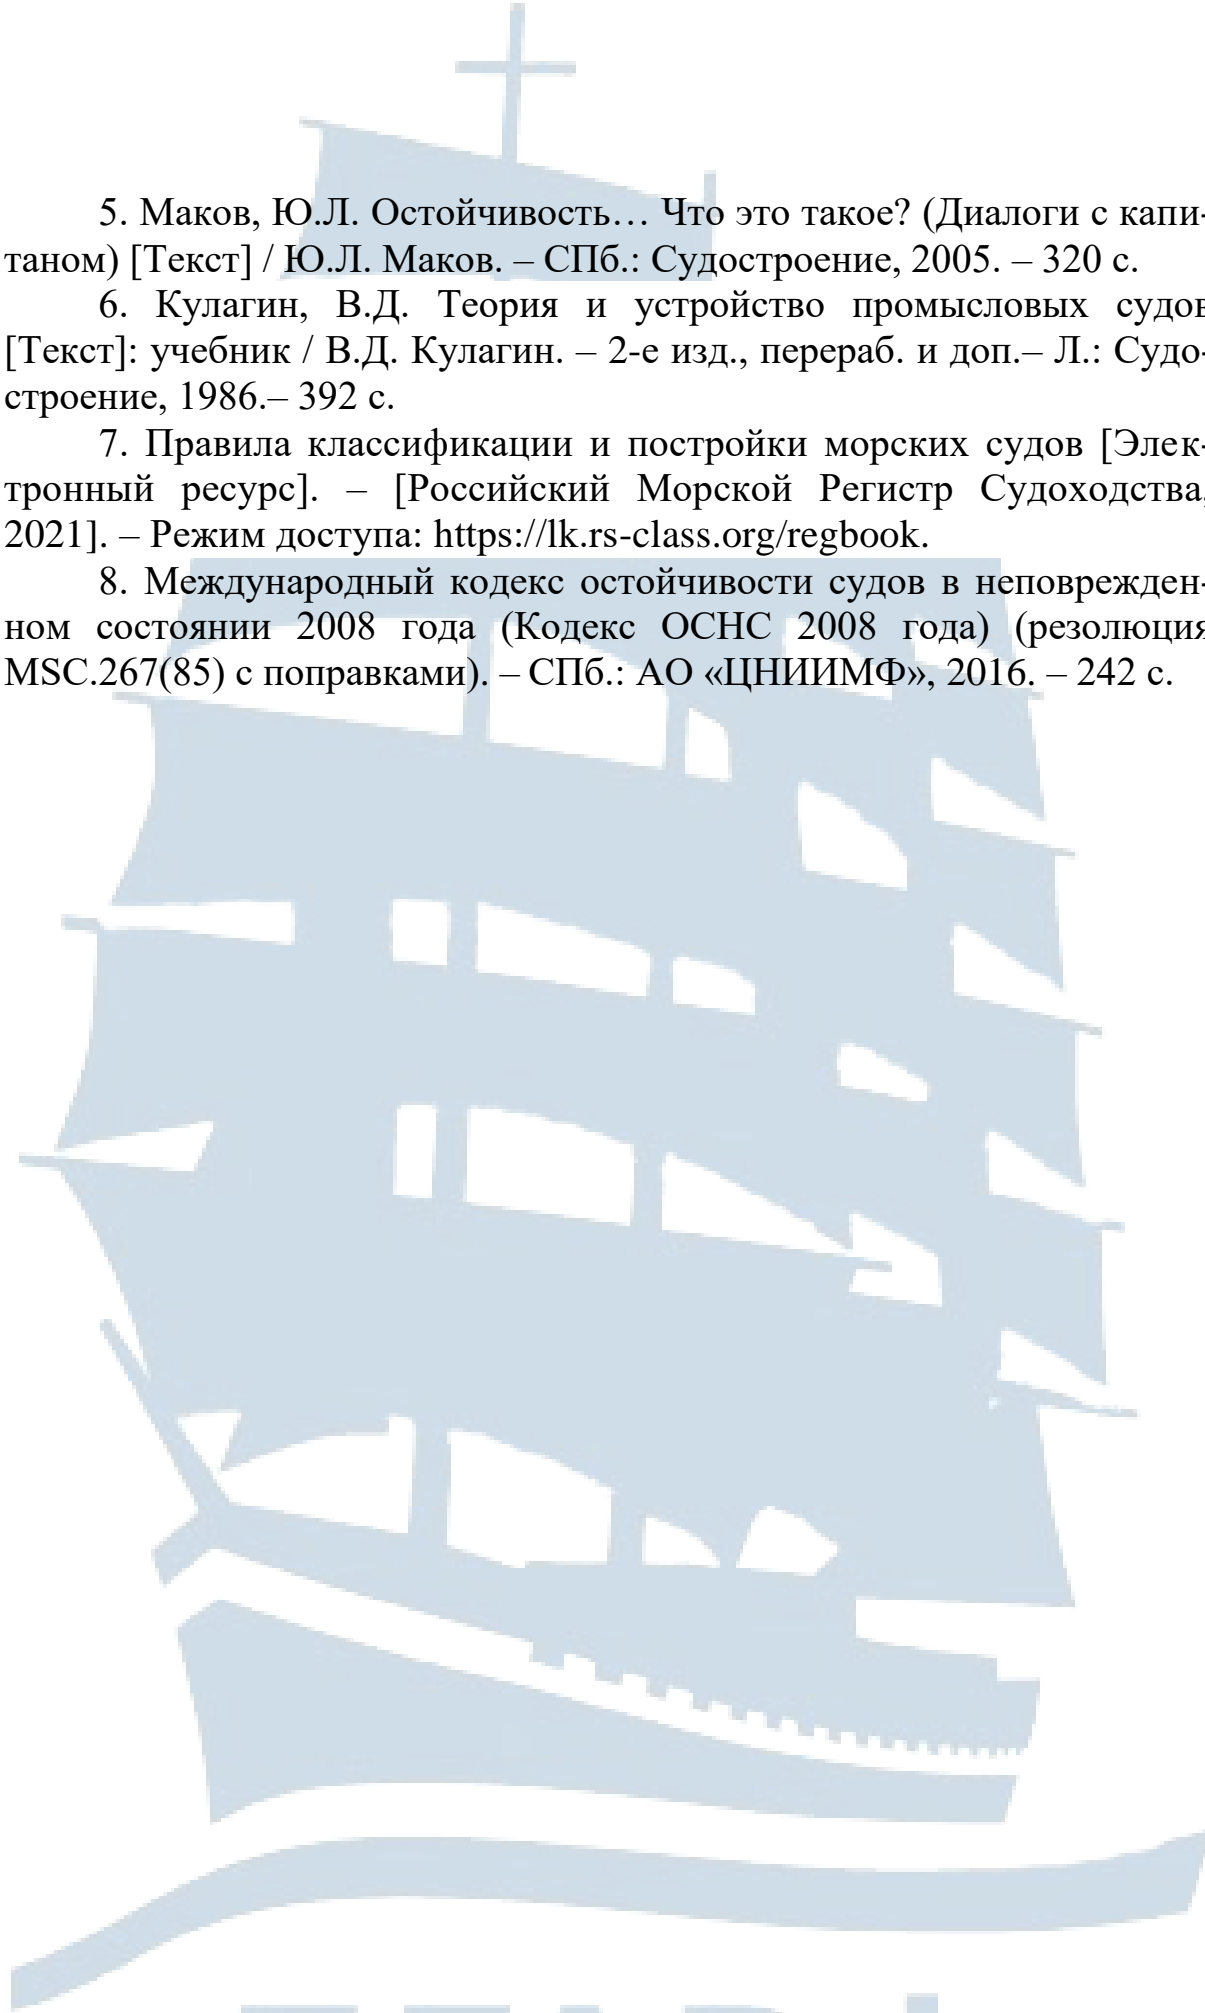 5. Маков, Ю.Л. Остойчивость… Что это такое? (Диалоги с капи-
таном) [Текст] / Ю.Л. Маков. – СПб.: Судостроение, 2005. – 320 с.
6. Кулагин, В.Д. Теория и устройство промысловых судов
[Текст]: учебник / В.Д. Кулагин. – 2-е изд., перераб. и доп.– Л.: Судо-
строение, 1986.– 392 с.
7. Правила классификации и постройки морских судов [Элек-
тронный ресурс]. – [Российский Морской Регистр Судоходства,
2021]. – Режим доступа: https://lk.rs-class.org/regbook.
8. Международный кодекс остойчивости судов в неповрежден-
ном состоянии 2008 года (Кодекс ОСНС 2008 года) (резолюция
MSC.267(85) с поправками). – СПб.: АО «ЦНИИМФ», 2016. – 242 с.